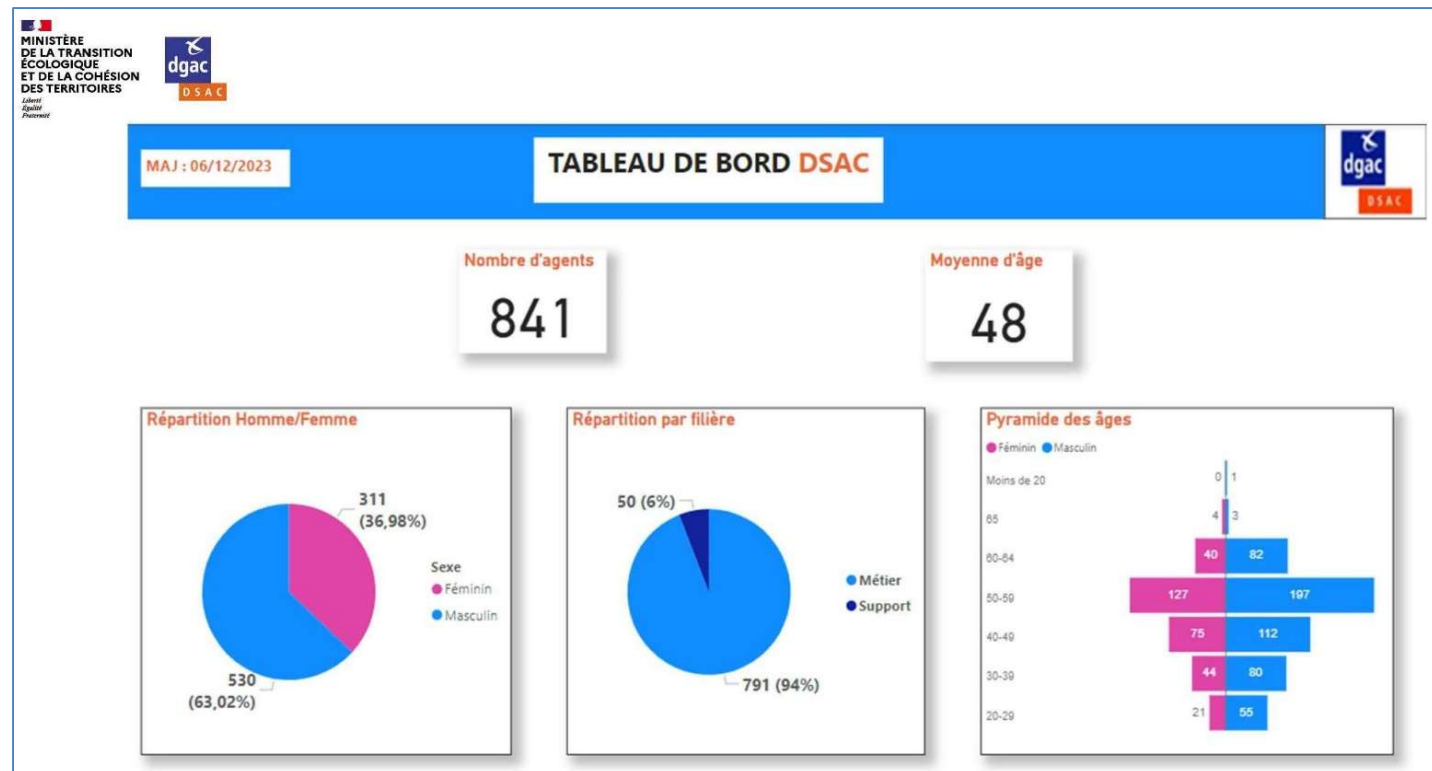 MINISTÈRE
DE LA TRANSITION
ÉCOLOGIQUE
ET DE LA COHÉSION
DES TERRITOIRES
Liberté
Égalité
Fraternité
dgac
DSAC
MAJ : 06/12/2023
TABLEAU DE BORD DSAC
dgac
DSAC
Nombre d'agents
841
Moyenne d'âge
48
Répartition Homme/Femme
311
(36,98%)
Sexe
Féminin
Masculin
530
(63,02%)
Répartition par filière
50 (6%)
Métier
Support
791 (94%)
Pyramide des âges
Féminin Masculin
Moins de 20 0 1
65 4 3
60-64 40 82
50-59 127 197
40-49 75 112
30-39 44 80
20-29 21 55